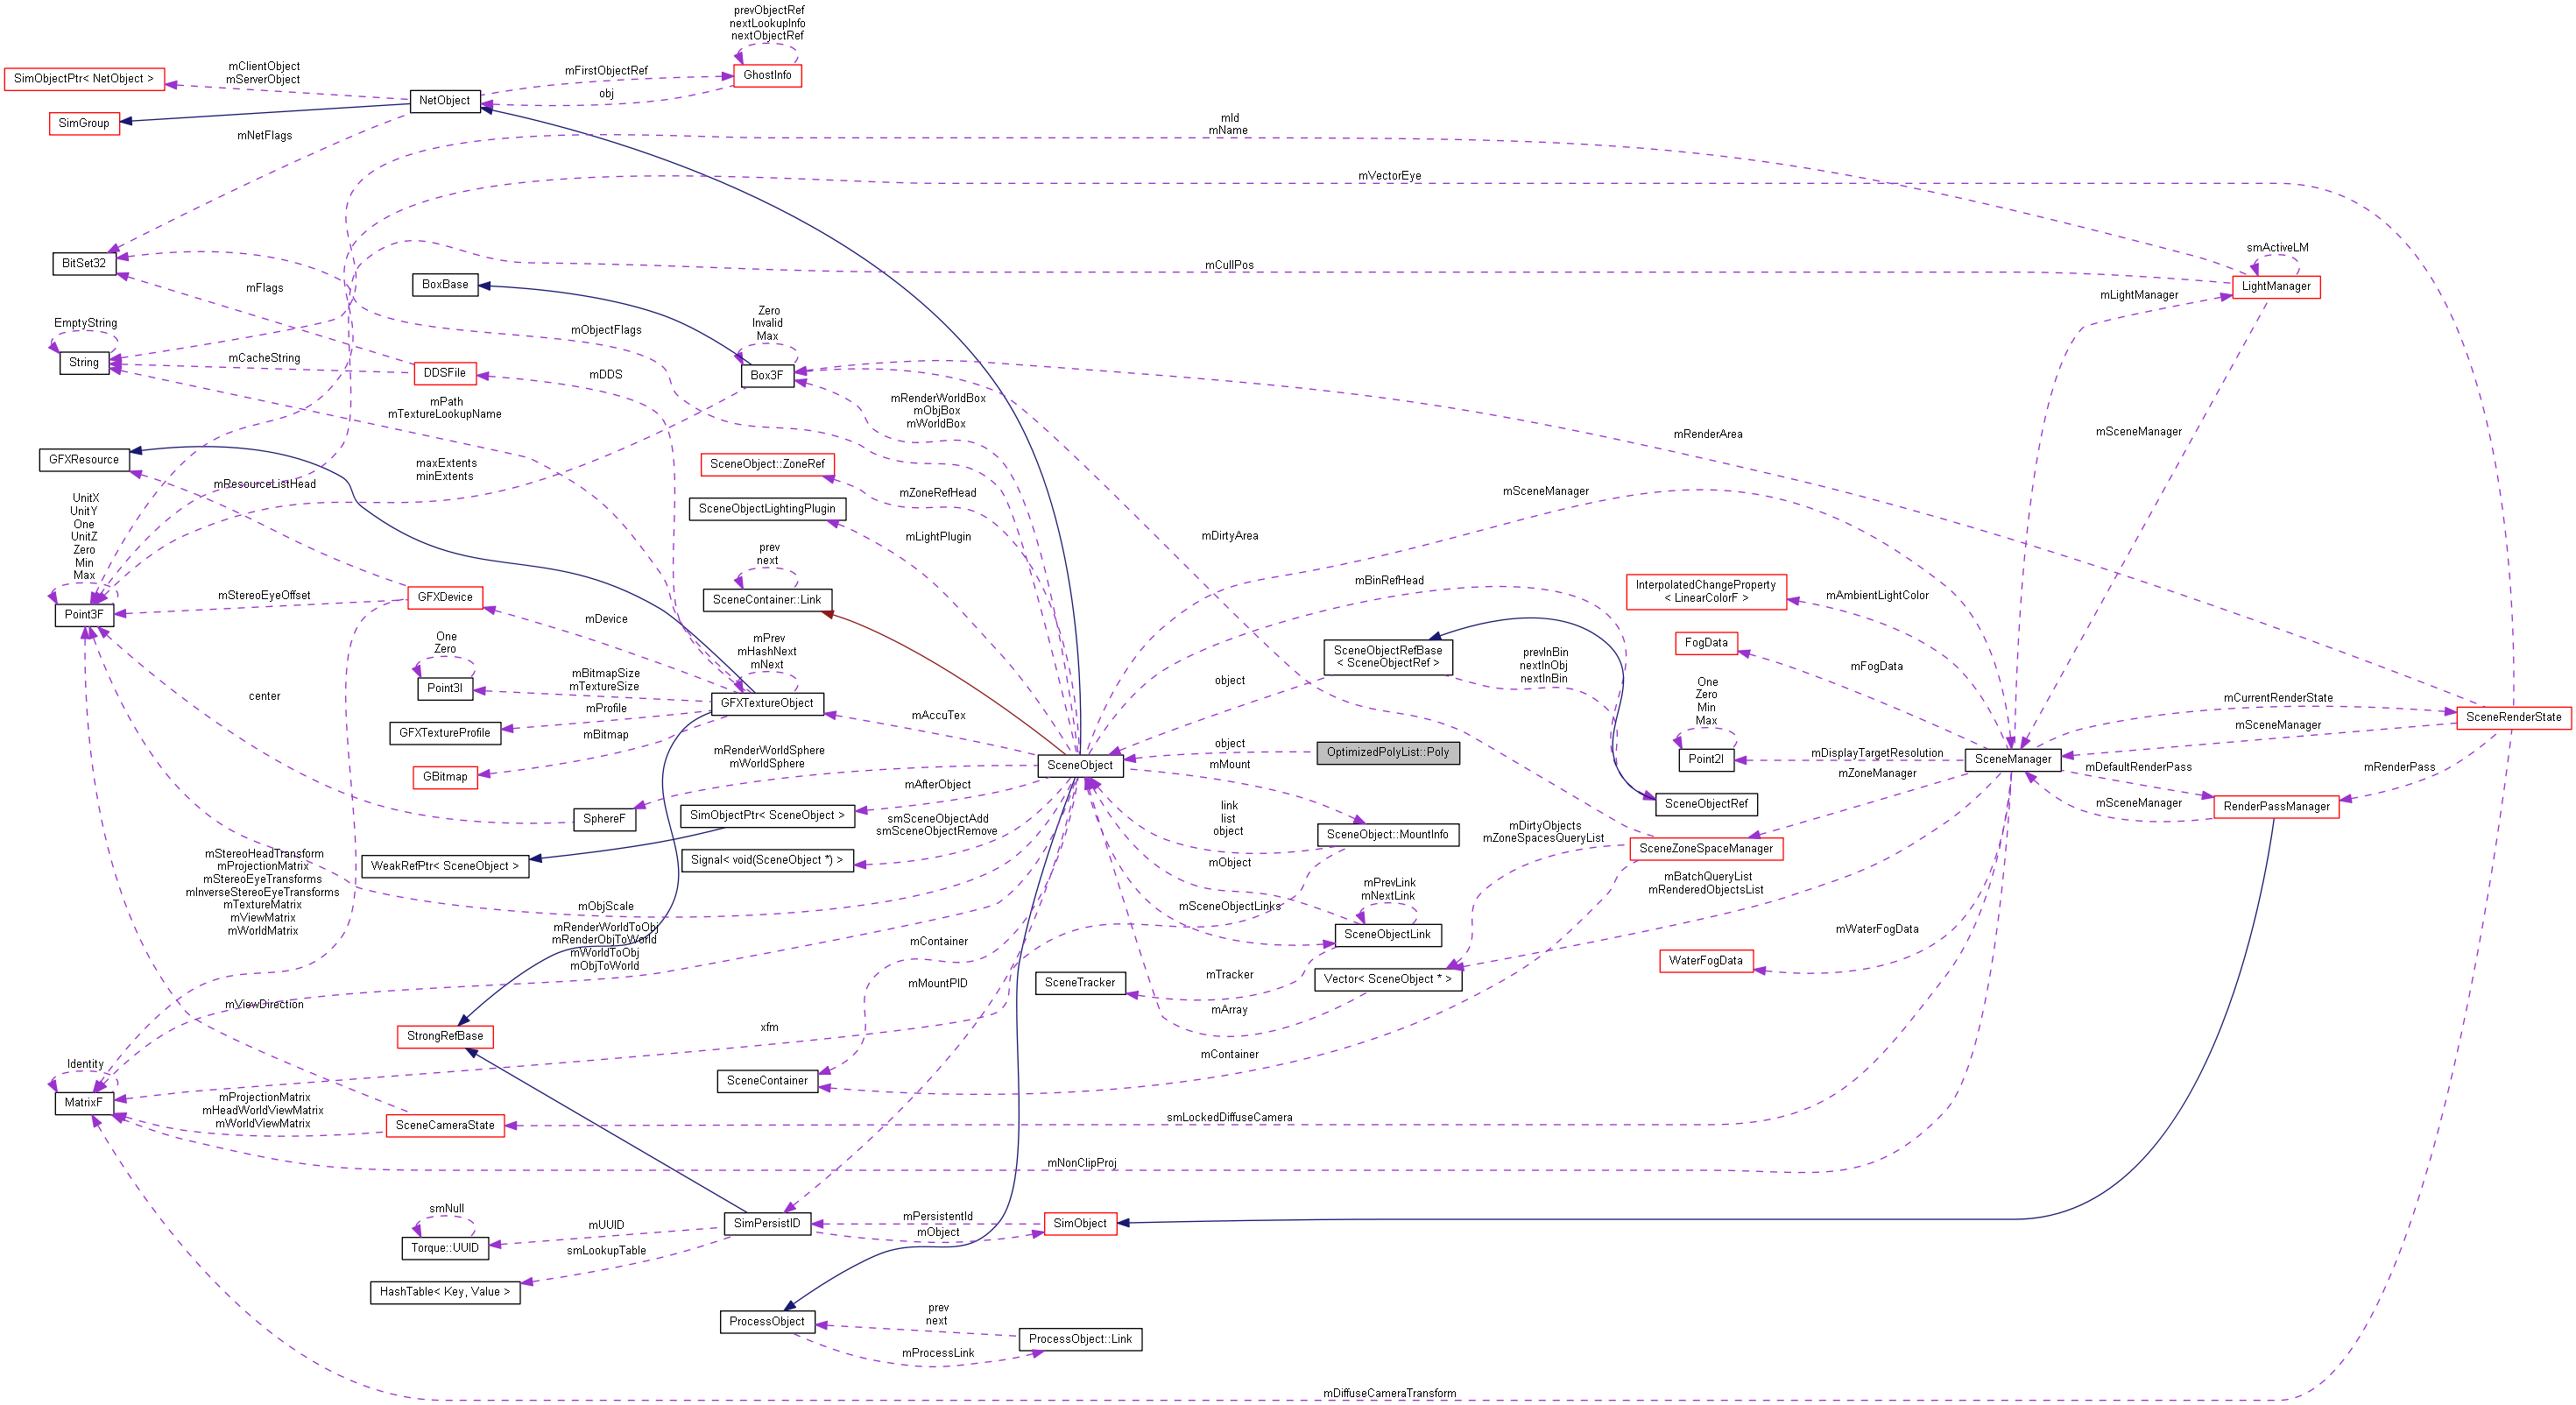 prevObjectRef
nextLookupInfo
nextObjectRef
SimObjectPtr< NetObject >
mClientObject
mServerObject
mFirstObjectRef
GhostInfo
obj
NetObject
SimGroup
mNetFlags
mId
mName
mVectorEye
BitSet32
mFlags
mCullPos
smActiveLM
LightManager
mLightManager
BoxBase
EmptyString
String
mCacheString
DDSFile
mDDS
mObjectFlags
Zero
Invalid
Max
Box3F
mRenderWorldBox
mObjBox
mWorldBox
mPath
mTextureLookupName
mRenderArea
mSceneManager
GFXResource
mResourceListHead
maxExtents
minExtents
SceneObject::ZoneRef
mZoneRefHead
SceneObjectLightingPlugin
mLightPlugin
mSceneManager
mDirtyArea
UnitX
UnitY
One
UnitZ
Zero
Min
Max
Point3F
mStereoEyeOffset
GFXDevice
mDevice
prev
next
SceneContainer::Link
mBinRefHead
InterpolatedChangeProperty
< LinearColorF >
mAmbientLightColor
FogData
mFogData
SceneObjectRefBase
< SceneObjectRef >
prevInBin
nextInObj
nextInBin
One
Zero
Point3I
mBitmapSize
mTextureSize
mPrev
mHashNext
mNext
GFXTextureObject
center
GFXTextureProfile
mProfile
mBitmap
GBitmap
mAccuTex
object
object
OptimizedPolyList::Poly
One
Zero
Min
Max
Point2I
mDisplayTargetResolution
SceneManager
mCurrentRenderState
mSceneManager
SceneRenderState
mRenderWorldSphere
mWorldSphere
SceneObject
mMount
mZoneManager
mDefaultRenderPass
mRenderPass
mAfterObject
SphereF
SimObjectPtr< SceneObject >
SceneObjectRef
mSceneManager
RenderPassManager
link
list
object
SceneObject::MountInfo
smSceneObjectAdd
smSceneObjectRemove
mDirtyObjects
mZoneSpacesQueryList
SceneZoneSpaceManager
mStereoHeadTransform
mProjectionMatrix
mStereoEyeTransforms
mInverseStereoEyeTransforms
mTextureMatrix
mViewMatrix
mWorldMatrix
WeakRefPtr< SceneObject >
Signal< void(SceneObject *) >
mObject
mPrevLink
mNextLink
mBatchQueryList
mRenderedObjectsList
mObjScale
mSceneObjectLinks
SceneObjectLink
mRenderWorldToObj
mRenderObjToWorld
mWorldToObj
mObjToWorld
mContainer
mWaterFogData
WaterFogData
mMountPID
SceneTracker
mTracker
Vector< SceneObject * >
mArray
mViewDirection
StrongRefBase
xfm
Identity
MatrixF
mContainer
SceneContainer
mProjectionMatrix
mHeadWorldViewMatrix
mWorldViewMatrix
SceneCameraState
smLockedDiffuseCamera
mNonClipProj
smNull
Torque::UUID
mUUID
SimPersistID
mPersistentId
mObject
SimObject
smLookupTable
HashTable< Key, Value >
ProcessObject
prev
next
ProcessObject::Link
mProcessLink
mDiffuseCameraTransform